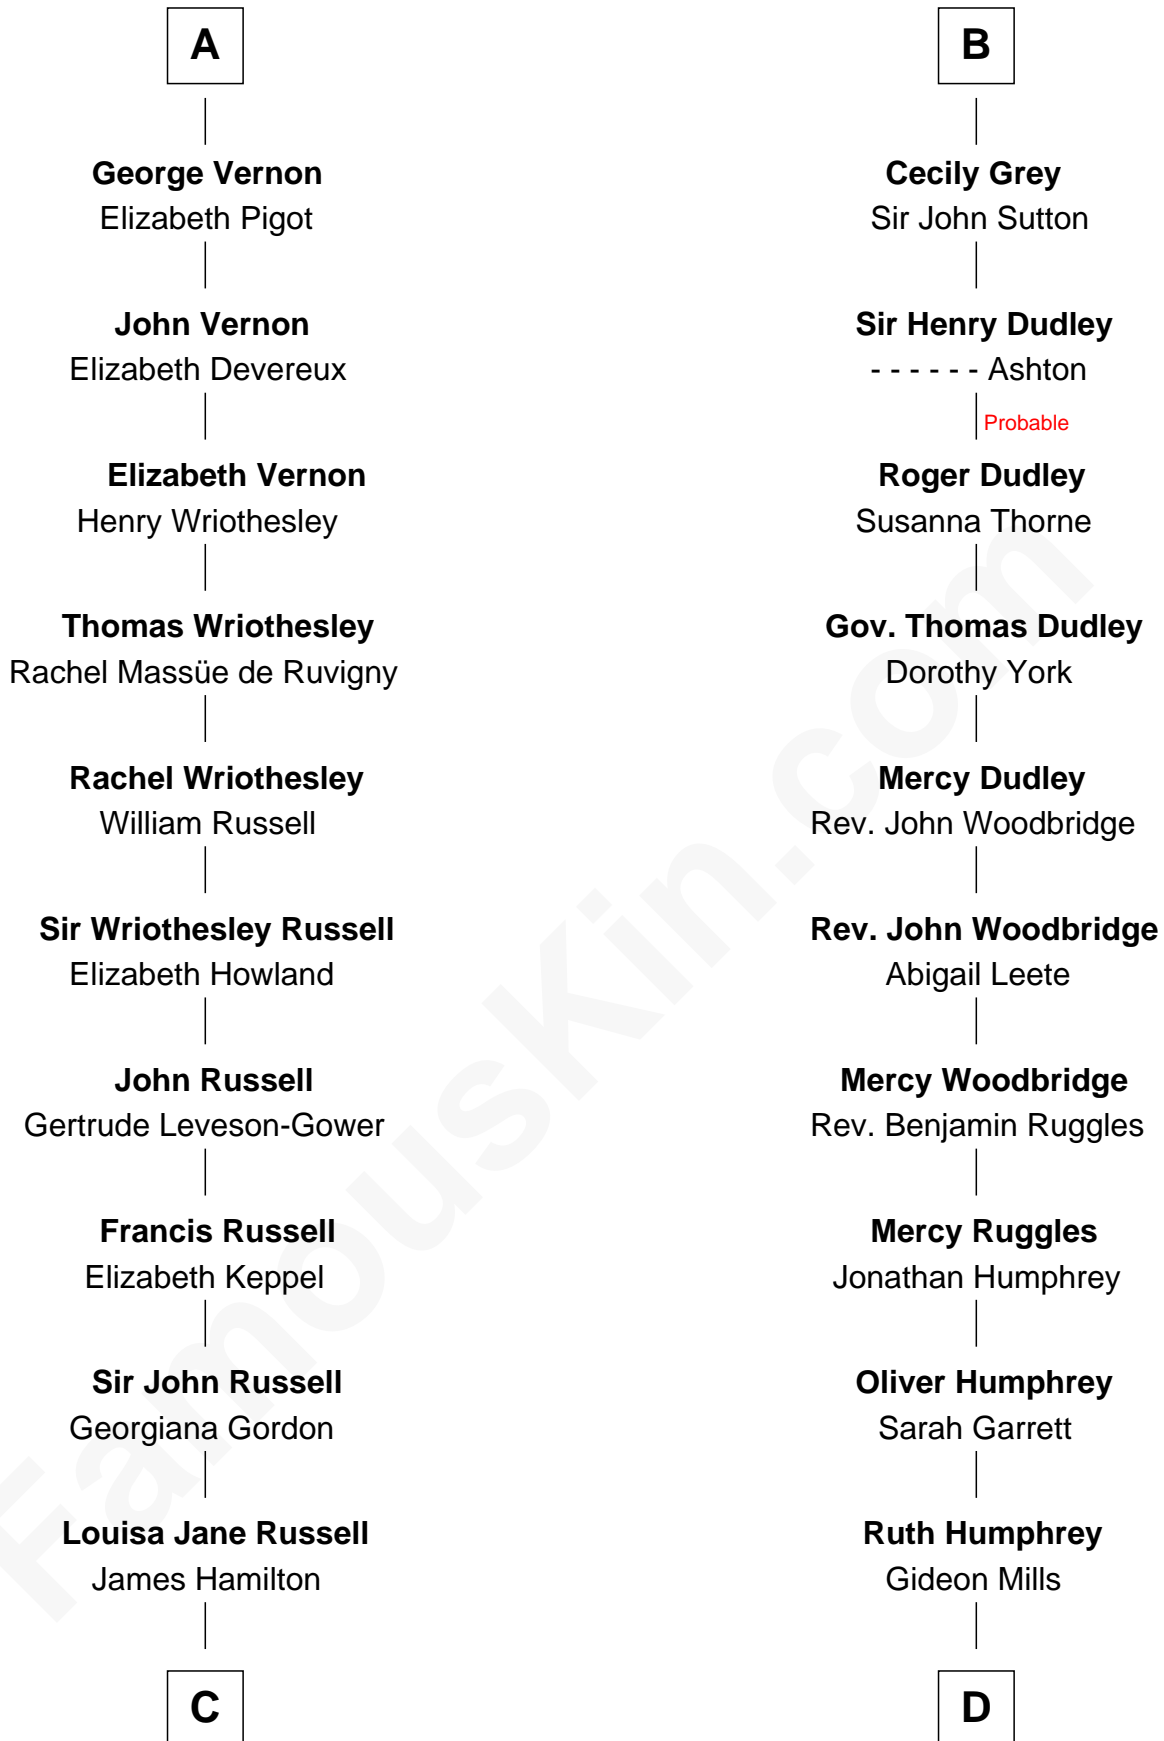 A
George Vernon
Elizabeth Pigot
John Vernon
Elizabeth Devereux
Elizabeth Vernon
Henry Wriothesley
Thomas Wriothesley
Rachel Massüe de Ruvigny
Rachel Wriothesley
William Russell
Sir Wriothesley Russell
Elizabeth Howland
John Russell
Gertrude Leveson-Gower
Francis Russell
Elizabeth Keppel
Sir John Russell
Georgiana Gordon
Louisa Jane Russell
James Hamilton
C
B
Cecily Grey
Sir John Sutton
Sir Henry Dudley
- - - - - - Ashton
Probable
Roger Dudley
Susanna Thorne
Gov. Thomas Dudley
Dorothy York
Mercy Dudley
Rev. John Woodbridge
Rev. John Woodbridge
Abigail Leete
Mercy Woodbridge
Rev. Benjamin Ruggles
Mercy Ruggles
Jonathan Humphrey
Oliver Humphrey
Sarah Garrett
Ruth Humphrey
Gideon Mills
D
FamousKin.com